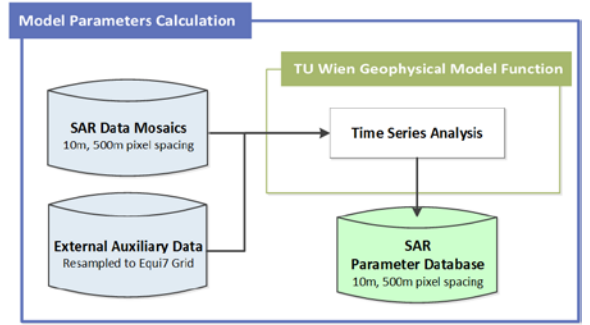 Model Parameters Calculation
TU Wien Geophysical Model Function
SAR Data Mosaics
10m, 500m pixel spacing
Time Series Analysis
External Auxiliary Data
Resampled to Equi7 Grid
SAR
Parameter Database
10m, 500m pixel spacing